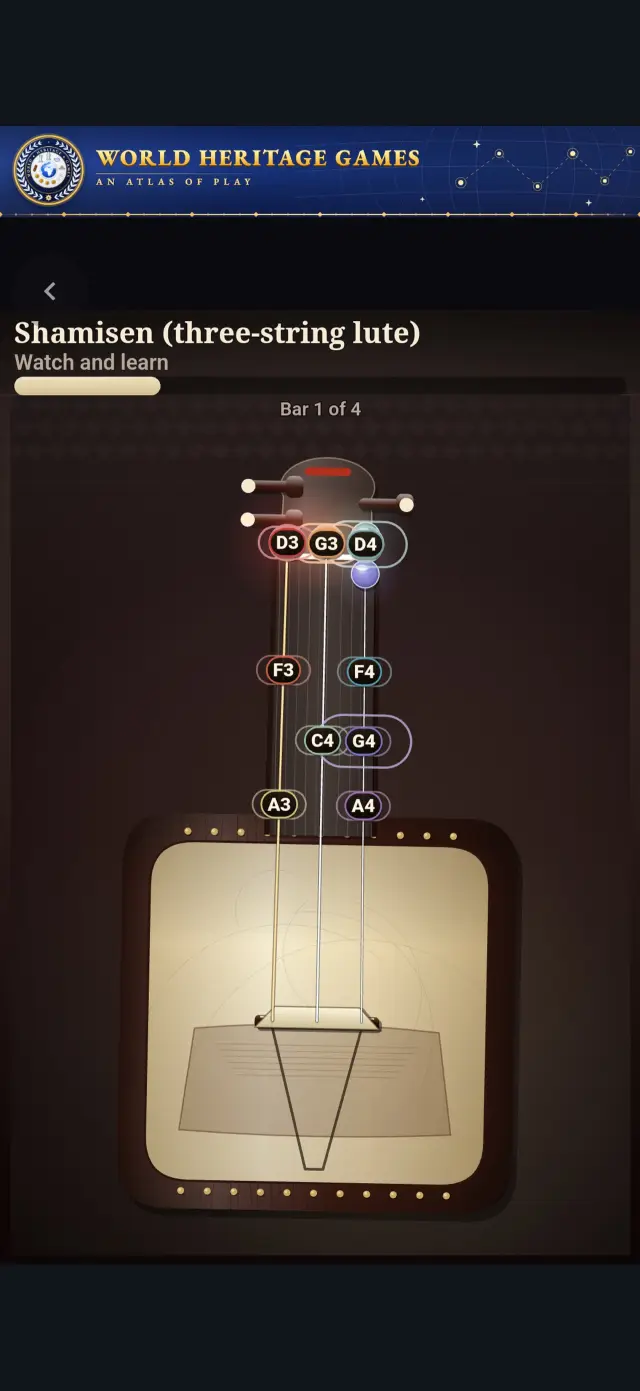 WORLD HERITAGE GAMES
AN ATLAS OF PLAY
Shamisen (three-string lute)
Watch and learn
Bar 1 of 4
D3 G3 D4
F3 F4
C4 G4
A3 A4